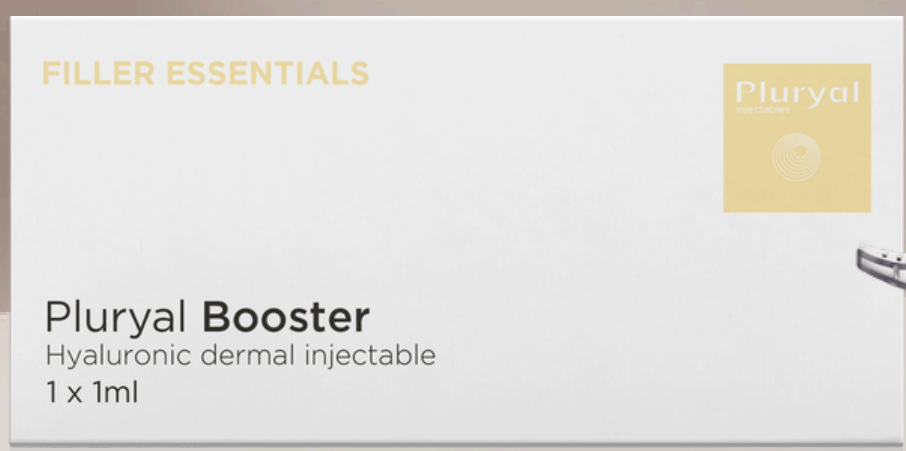 FILLER ESSENTIALS
Pluryal
injectables
Pluryal Booster
Hyaluronic dermal injectable
1 x 1ml